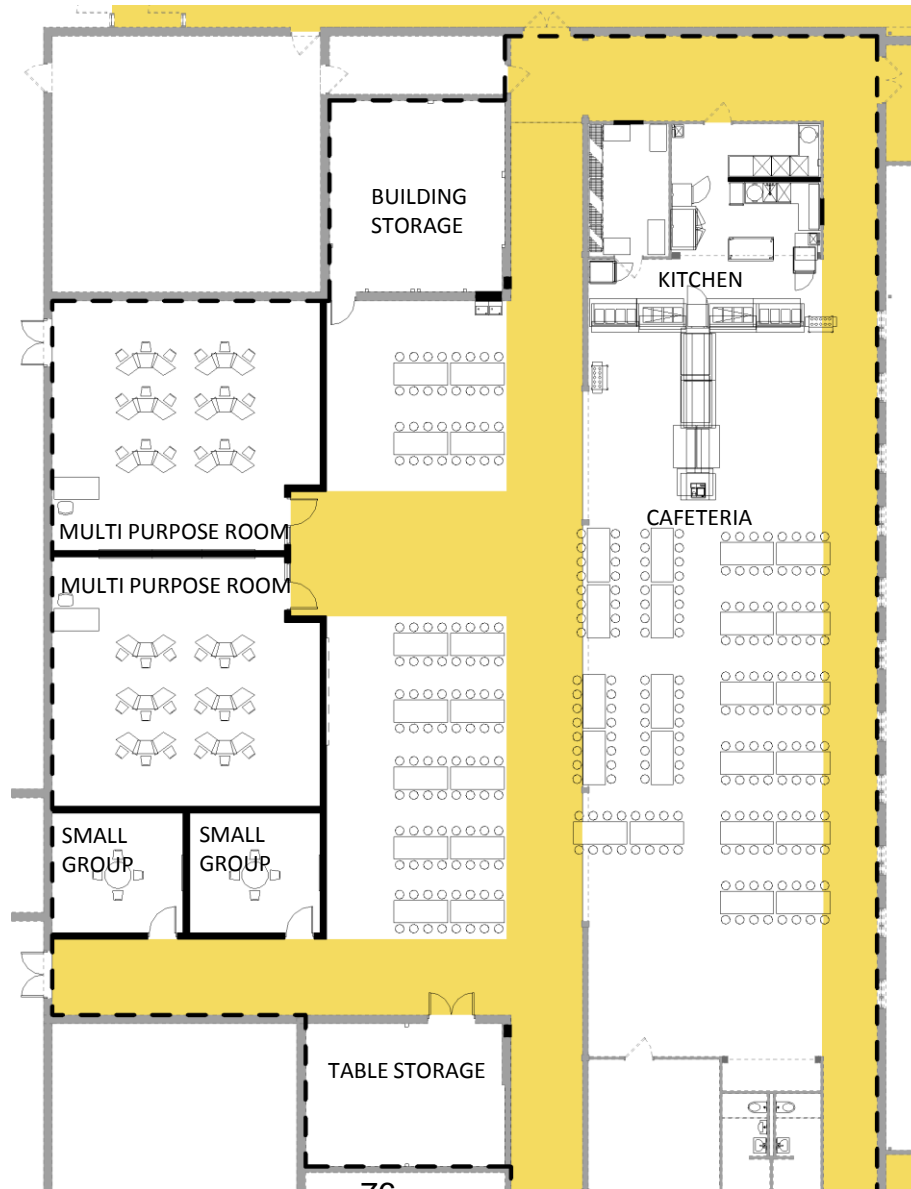 BUILDING
STORAGE
KITCHEN
CAFETERIA
MULTI PURPOSE ROOM
MULTI PURPOSE ROOM
SMALL
GROUP
SMALL
GROUP
TABLE STORAGE